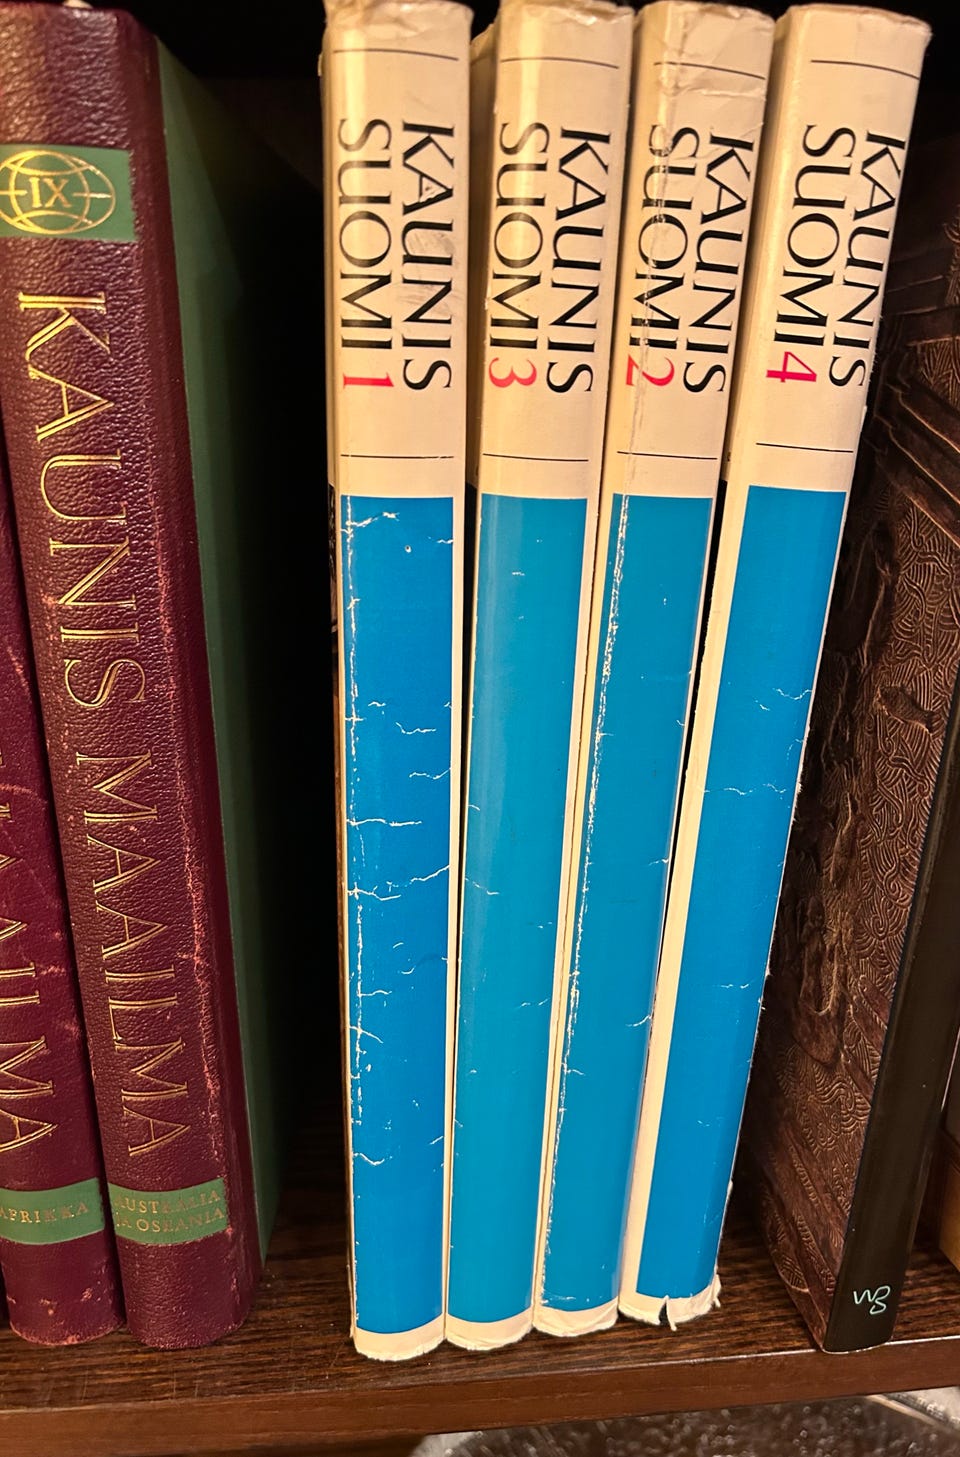 MAAILMA
AFRIKKA
IX
KAUNIS MAAILMA
AUSTRALIA
JA OSEANIA
KAUNIS
SUOMI 1
KAUNIS
SUOMI 3
KAUNIS
SUOMI 2
KAUNIS
SUOMI 4